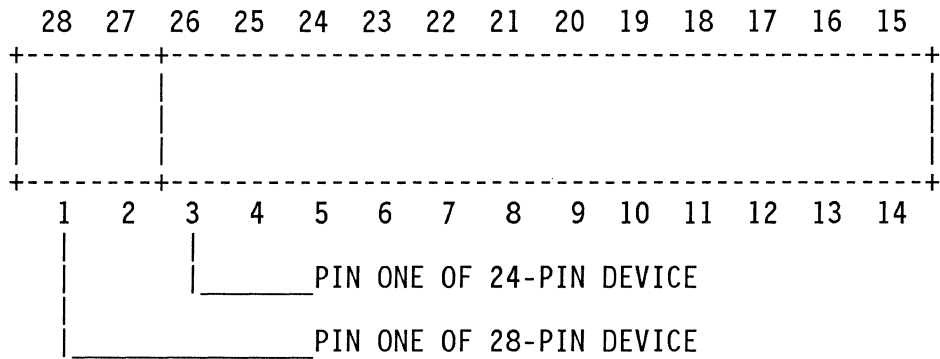 28 27 26 25 24 23 22 21 20 19 18 17 16 15
1 2 3 4 5 6 7 8 9 10 11 12 13 14
PIN ONE OF 24-PIN DEVICE
PIN ONE OF 28-PIN DEVICE